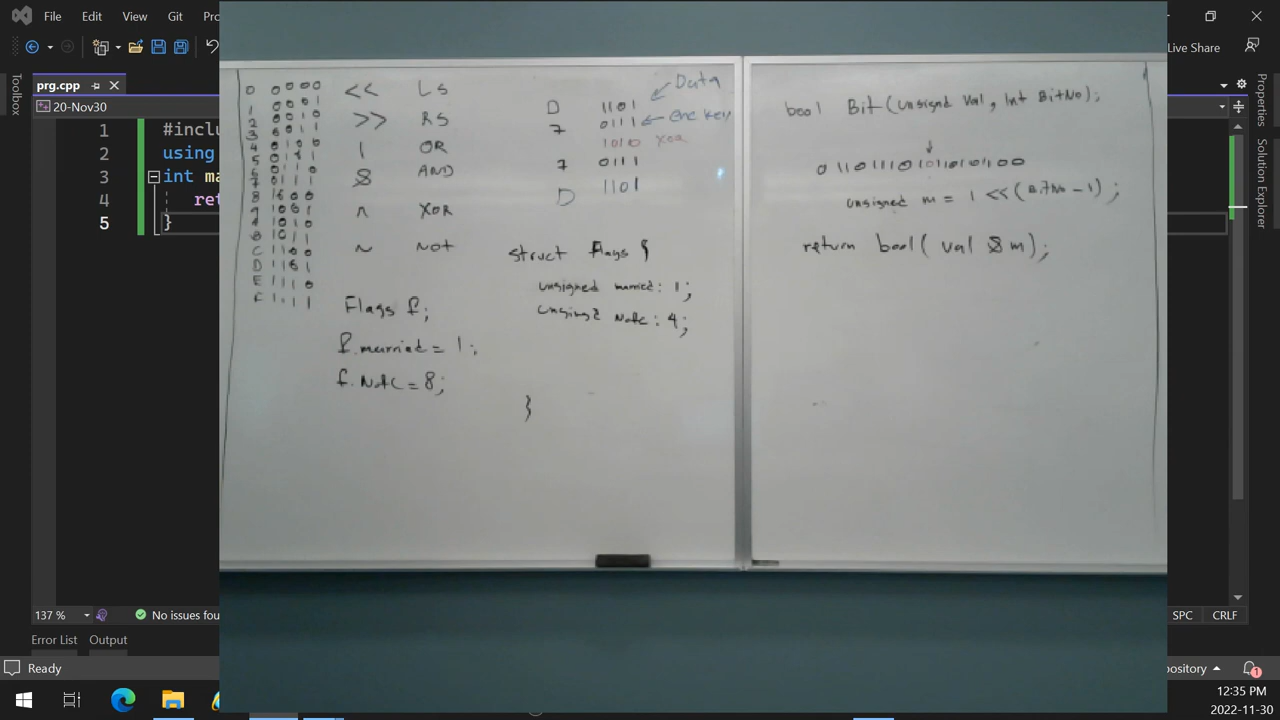 File Edit View Git
Live Share
Toolbox
prg.cpp
20-Nov30
1 #inclu
2 using
3 int ma
4 ret
5 }
Properties
0 0000
1 0001
2
3 0011
4 0100
5 0101
6 0110
7 0111
8 1000
9 1001
A 1010
B 1011
C 1100
D 1101
E 1110
F 1111
<< LS
>> RS
| OR
& AND
^ XOR
~ Not
D 1101 Data
7 0111 enc key
1010 xor
7 0111
D 1101
struct Flags {
unsigned married: 1;
unsigned NofC: 4;
}
Flags f;
f.married = 1;
f.NofC = 8;
bool Bit(unsignd Val, int BitNo);
unsigned m = 1 << (BitNo - 1);
return bool( val & m);
137 %
No issues fou
SPC CRLF
Error List Output
Ready
pository
1
12:35 PM
2022-11-30